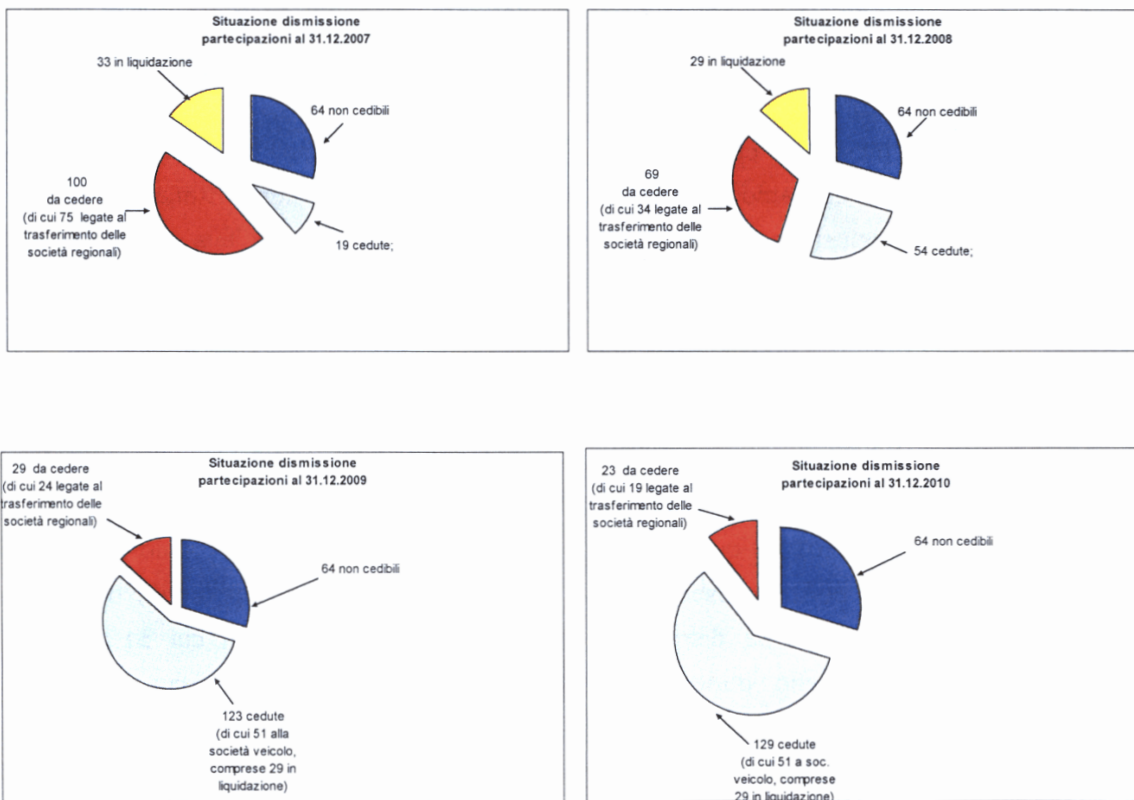 Situazione dismissione
partecipazioni al 31.12.2007
33 in liquidazione
64 non cedibili
100
da cedere
(di cui 75 legate al
trasferimento delle
società regionali)
19 cedute;
Situazione dismissione
partecipazioni al 31.12.2008
29 in liquidazione
64 non cedibili
69
da cedere
(di cui 34 legate al
trasferimento delle
società regionali)
54 cedute;
Situazione dismissione
partecipazioni al 31.12.2009
29 da cedere
(di cui 24 legate al
trasferimento delle
società regionali)
64 non cedibili
123 cedute
(di cui 51 alla
società veicolo,
comprese 29 in
liquidazione)
Situazione dismissione
partecipazioni al 31.12.2010
23 da cedere
(di cui 19 legate al
trasferimento delle
società regionali)
64 non cedibili
129 cedute
(di cui 51 a soc.
veicolo, comprese
29 in liquidazione)